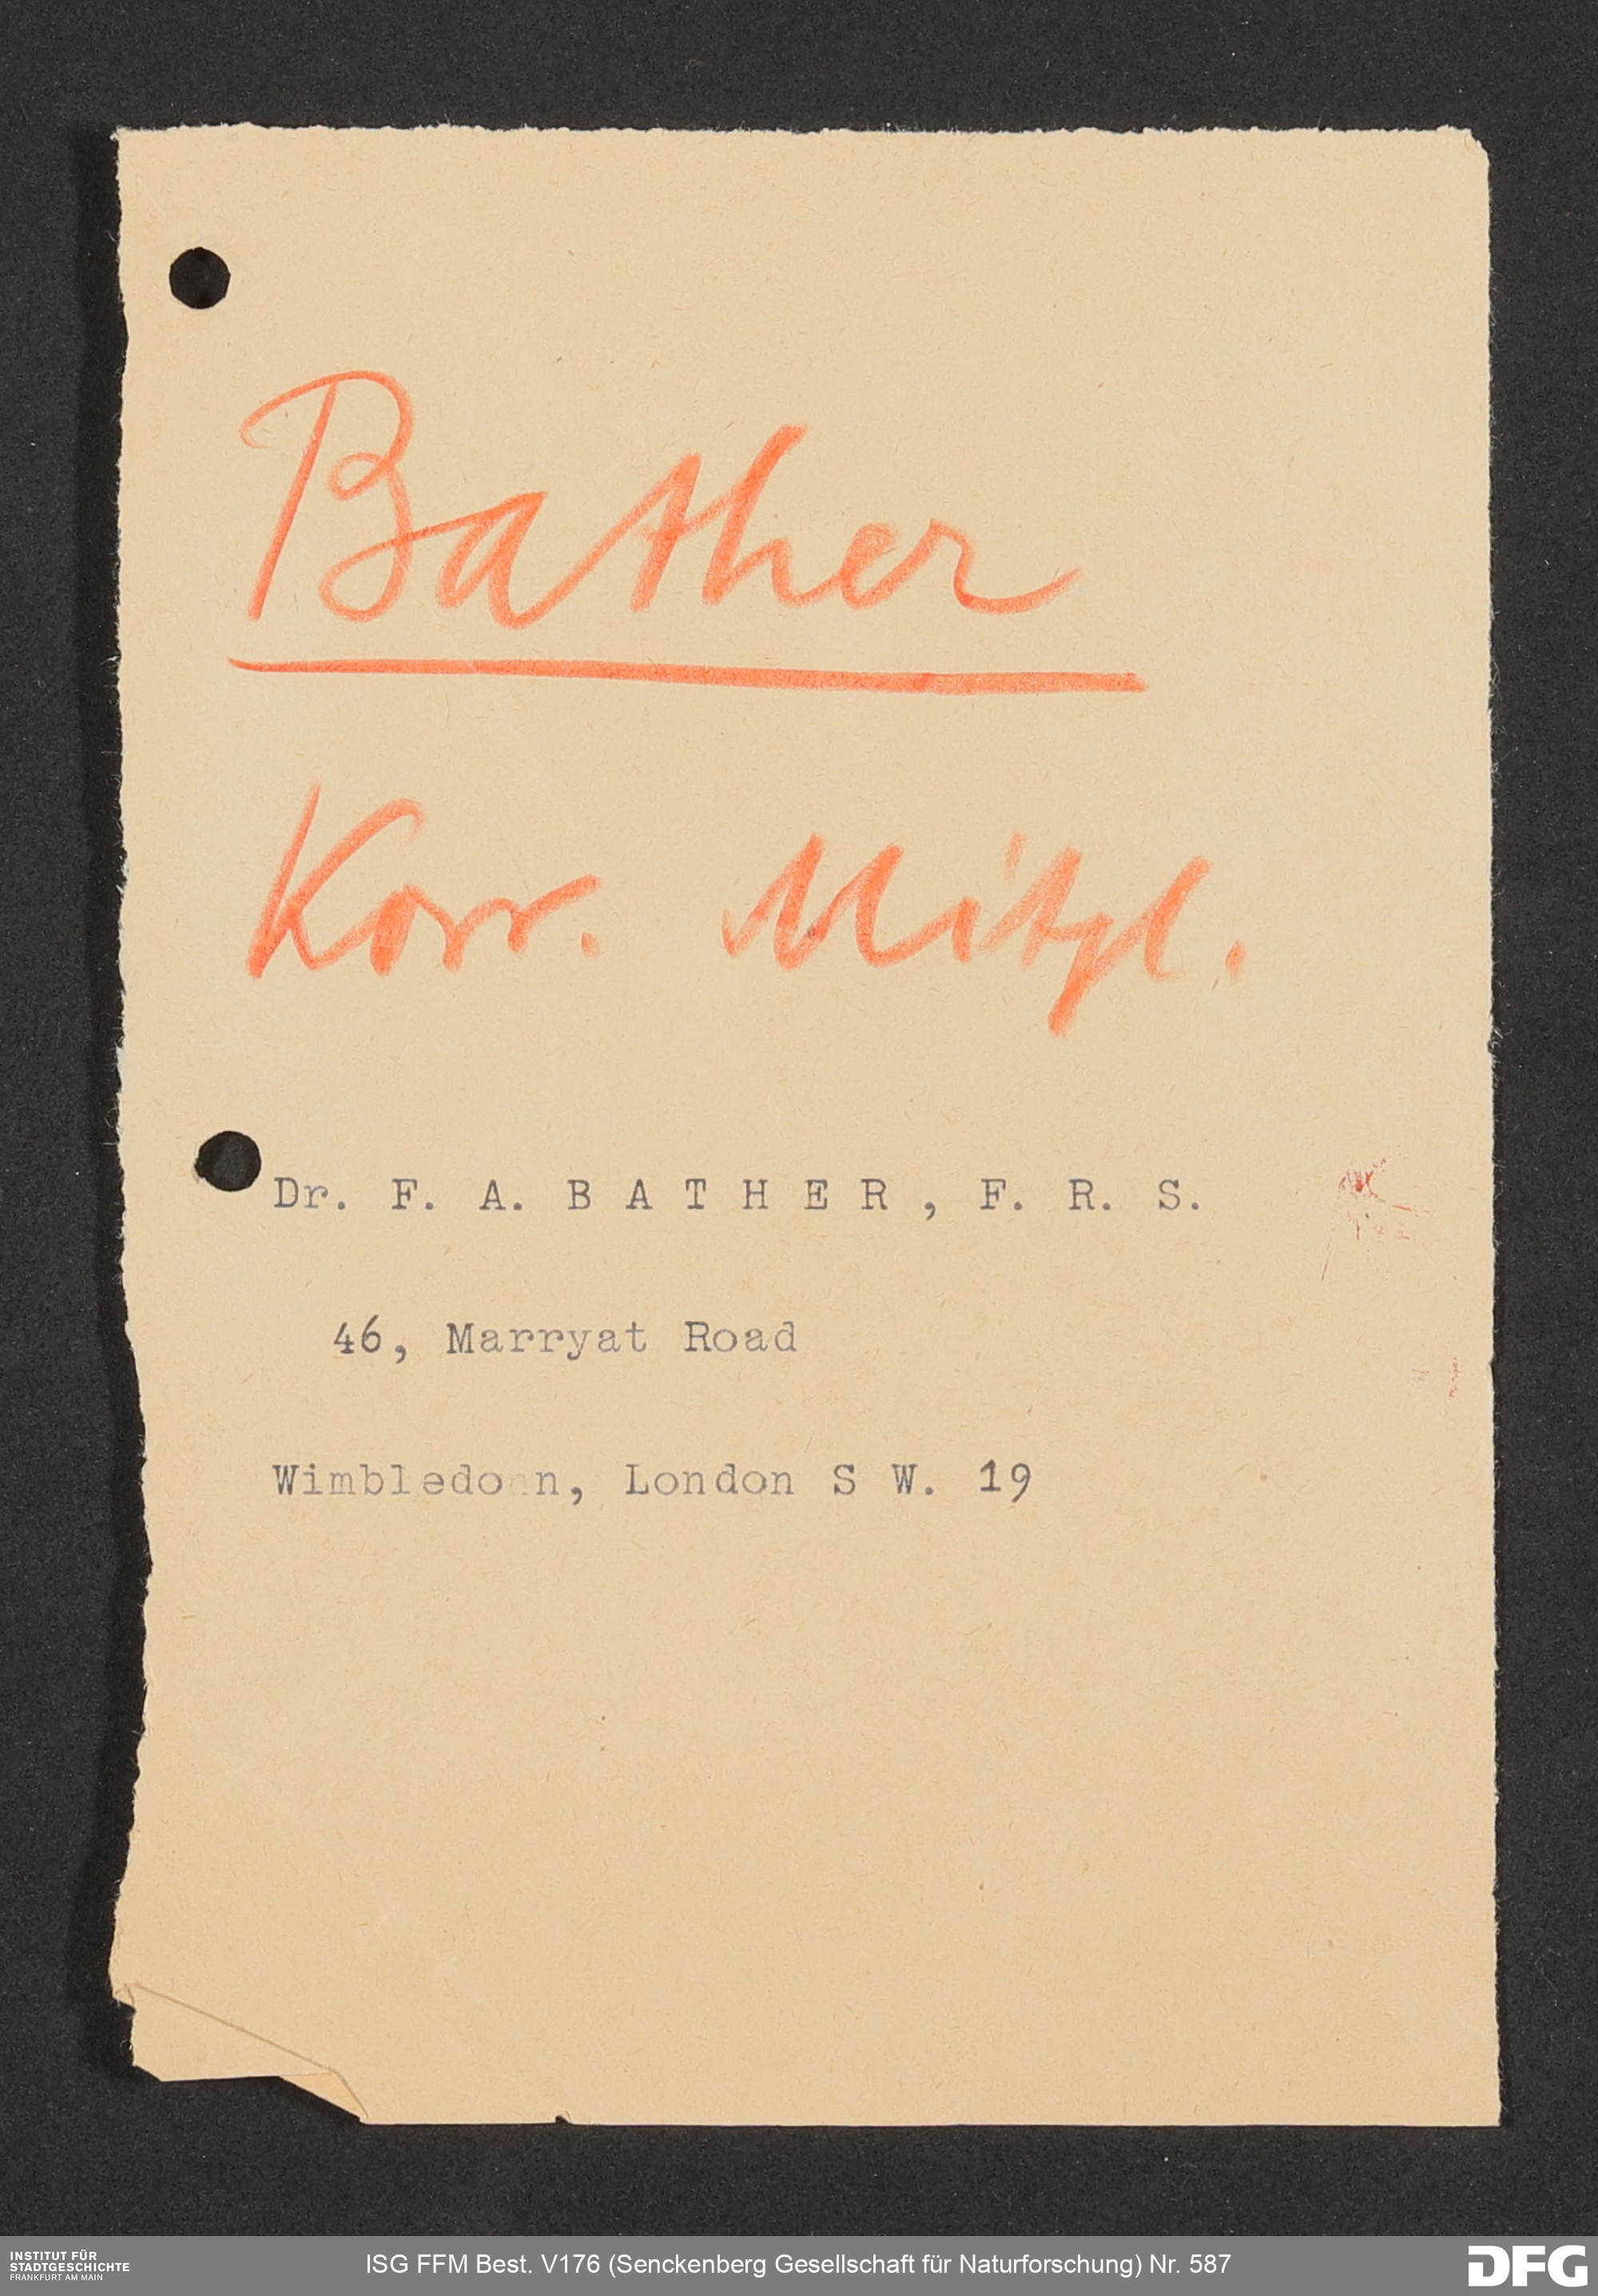 Bather
Korr. Mitgl.
Dr. F. A. B A T H E R , F. R. S.
46, Marryat Road
Wimbledon, London S W. 19
INSTITUT FÜR
STADTGESCHICHTE
FRANKFURT AM MAIN
ISG FFM Best. V176 (Senckenberg Gesellschaft für Naturforschung) Nr. 587
DFG